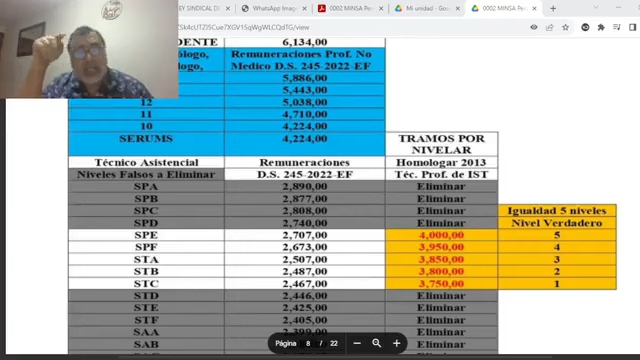 EY SINDICAL DI
WhatsApp Imag
0002 MINSA Pe
Mi unidad - Goo
0002 MINSA Pe
Sk4cUTZI5Cue7XGV15qWgWLCQdTG/view
DENTE 6,134,00
ólogo, Remuneraciones Prof. No
logo, Medico D.S. 245-2022-EF
5,886,00
5,443,00
12 5,038,00
11 4,710,00
10 4,224,00
SERUMS 4,224,00 TRAMOS POR NIVELAR
Técnico Asistencial Remuneraciones Homologar 2013
Niveles Falsos a Eliminar D.S. 245-2022-EF Téc. Prof. de IST
SPA 2,890,00 Eliminar
SPB 2,877,00 Eliminar
SPC 2,808,00 Eliminar Igualdad 5 niveles
SPD 2,740,00 Eliminar Nivel Verdadero
SPE 2,707,00 4,000,00 5
SPF 2,673,00 3,950,00 4
STA 2,507,00 3,850,00 3
STB 2,487,00 3,800,00 2
STC 2,467,00 3,750,00 1
STD 2,446,00 Eliminar
STE 2,425,00 Eliminar
STF 2,405,00 Eliminar
SAA Eliminar
SAB Eliminar
Página 8 / 22